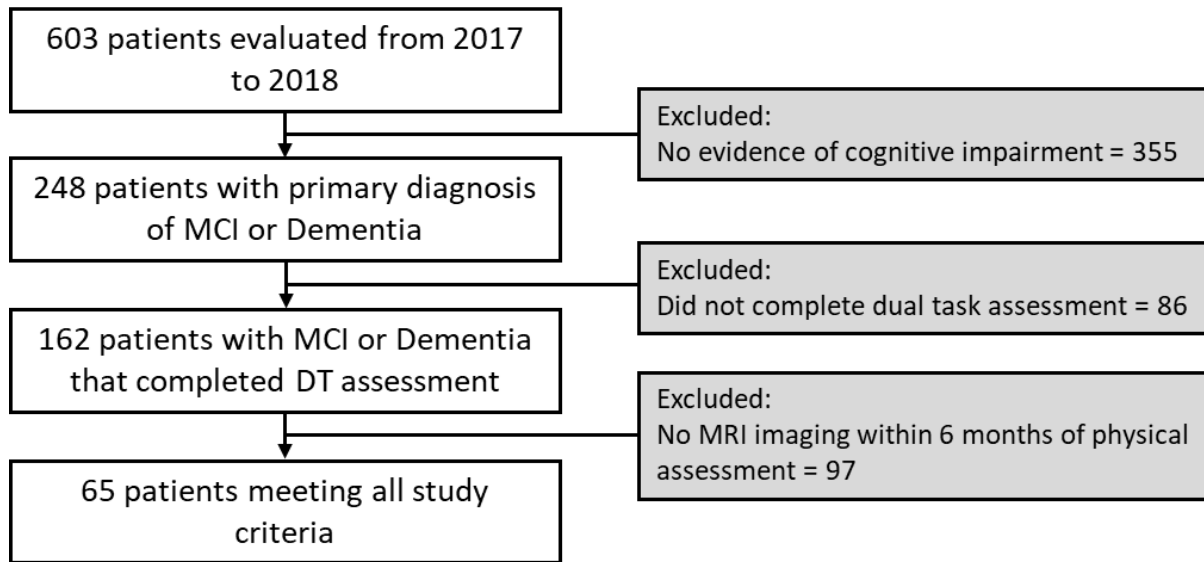 603 patients evaluated from 2017
to 2018
Excluded:
No evidence of cognitive impairment = 355
248 patients with primary diagnosis
of MCI or Dementia
Excluded:
Did not complete dual task assessment = 86
162 patients with MCI or Dementia
that completed DT assessment
Excluded:
No MRI imaging within 6 months of physical
assessment = 97
65 patients meeting all study
criteria